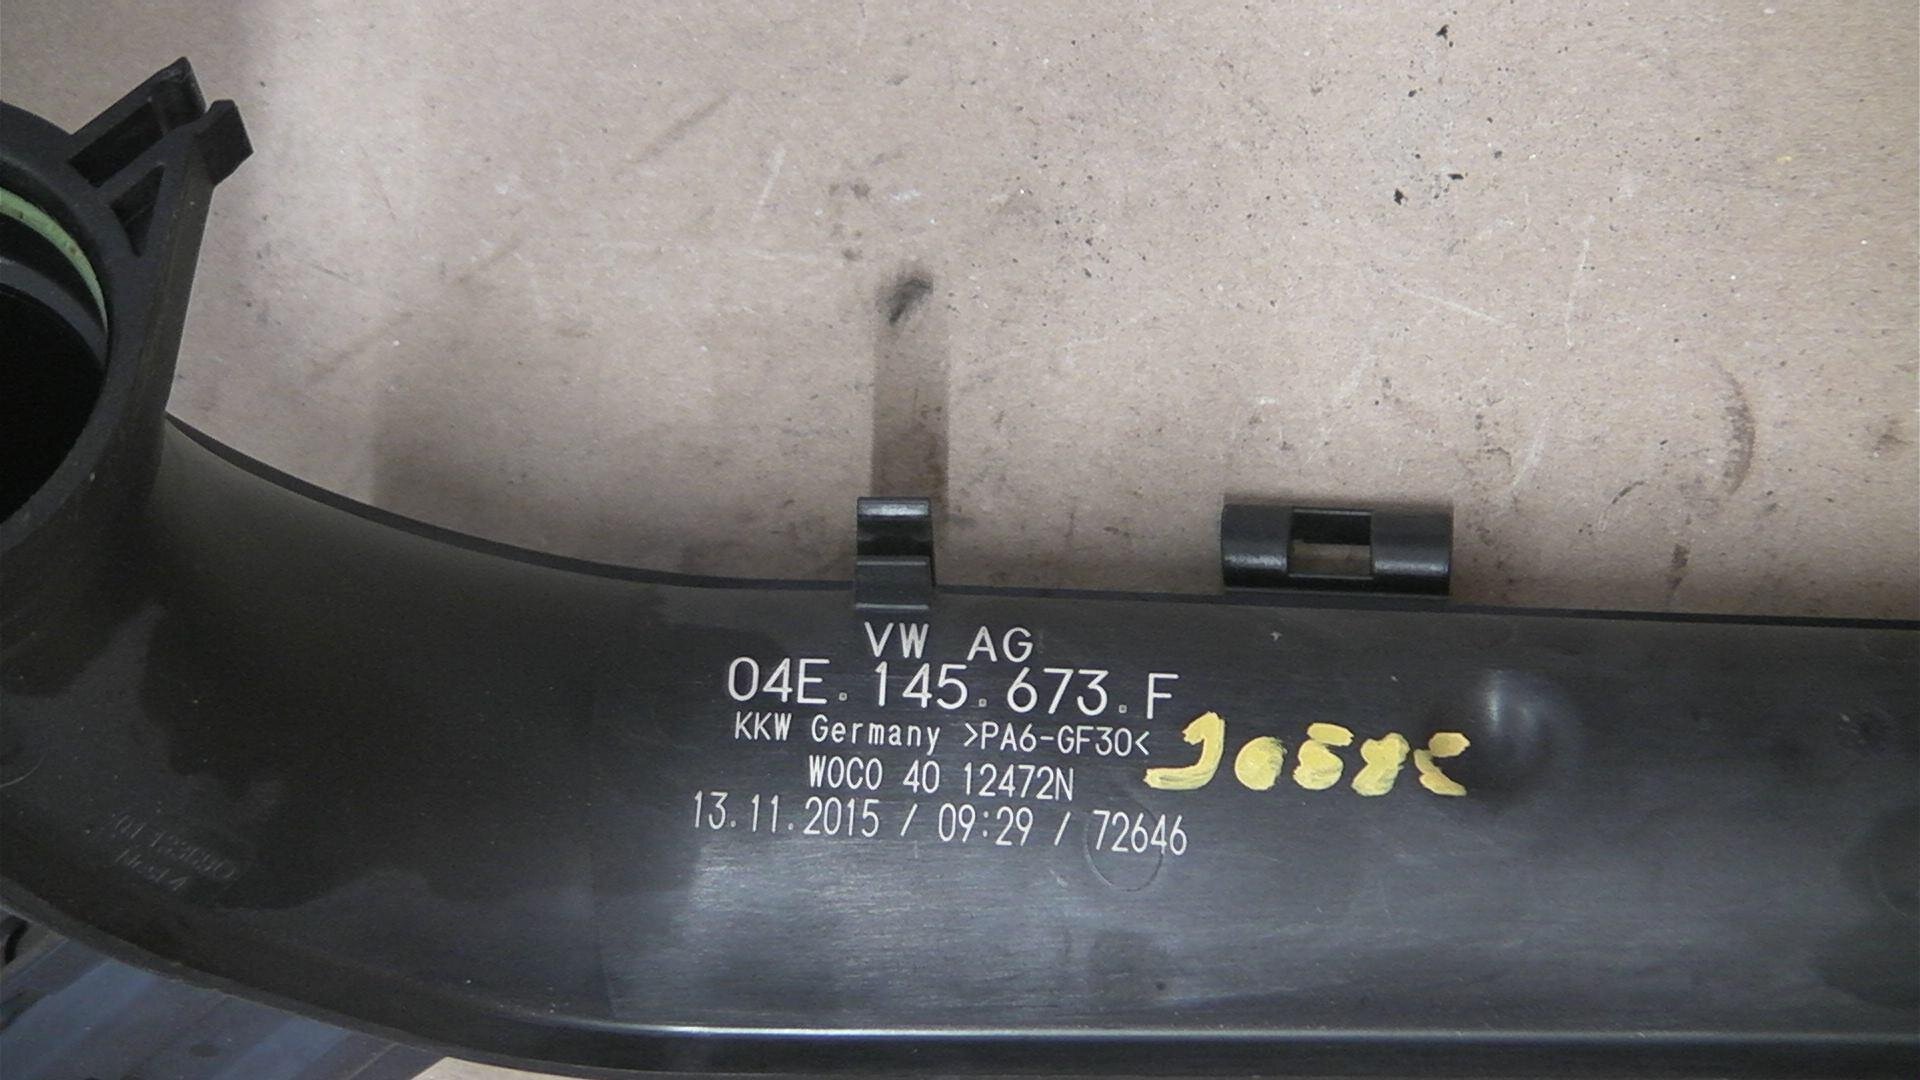 VW AG
04E.145.673.F
KKW Germany >PA6-GF30<
WOCO 40 12472N
13.11.2015 / 09:29 / 72646